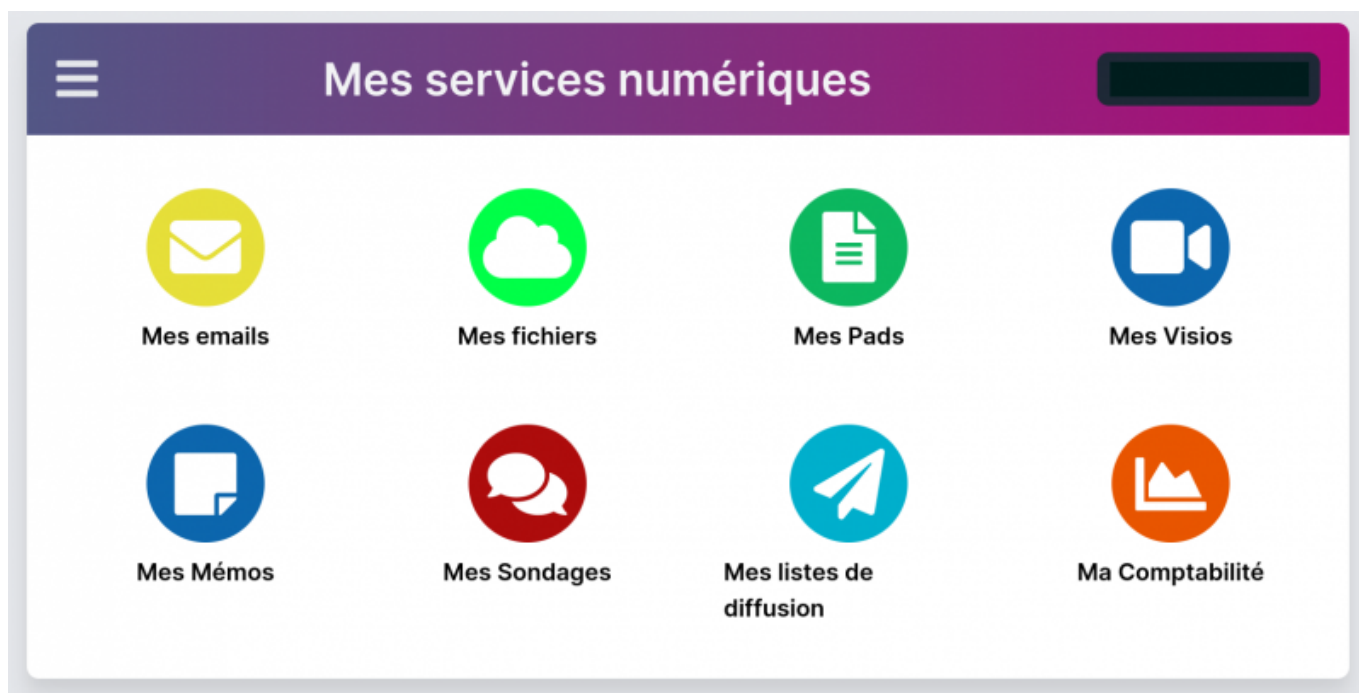 Mes services numériques
Mes emails
Mes fichiers
Mes Pads
Mes Visios
Mes Mémos
Mes Sondages
Mes listes de
diffusion
Ma Comptabilité